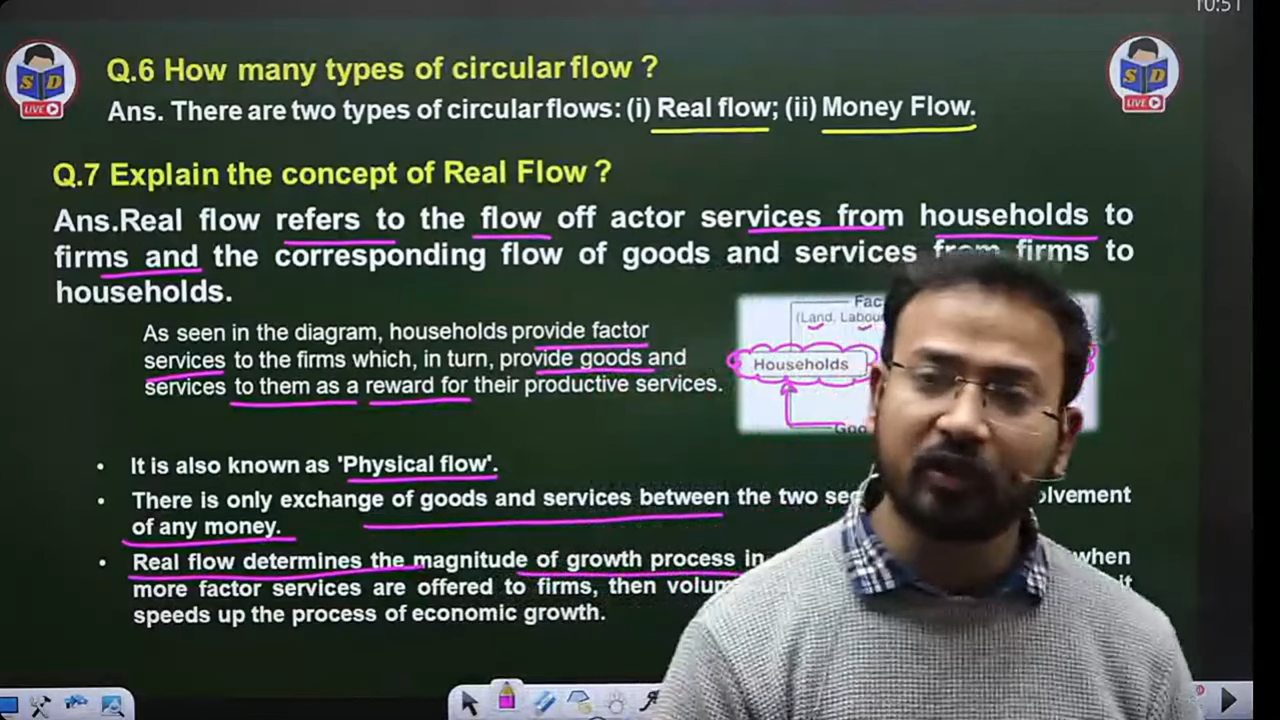 10:51
S D
LIVE
S D
LIVE
Q.6 How many types of circular flow ?
Ans. There are two types of circular flows: (i) Real flow; (ii) Money Flow.
Q.7 Explain the concept of Real Flow ?
Ans.Real flow refers to the flow off actor services from households to
firms and the corresponding flow of goods and services from firms to
households.
As seen in the diagram, households provide factor
services to the firms which, in turn, provide goods and
services to them as a reward for their productive services.
(Land,
Households
• It is also known as 'Physical flow'.
• There is only exchange of goods and services between the two
of any money.
• Real flow determines the magnitude of growth process in when
more factor services are offered to firms, then it
speeds up the process of economic growth.